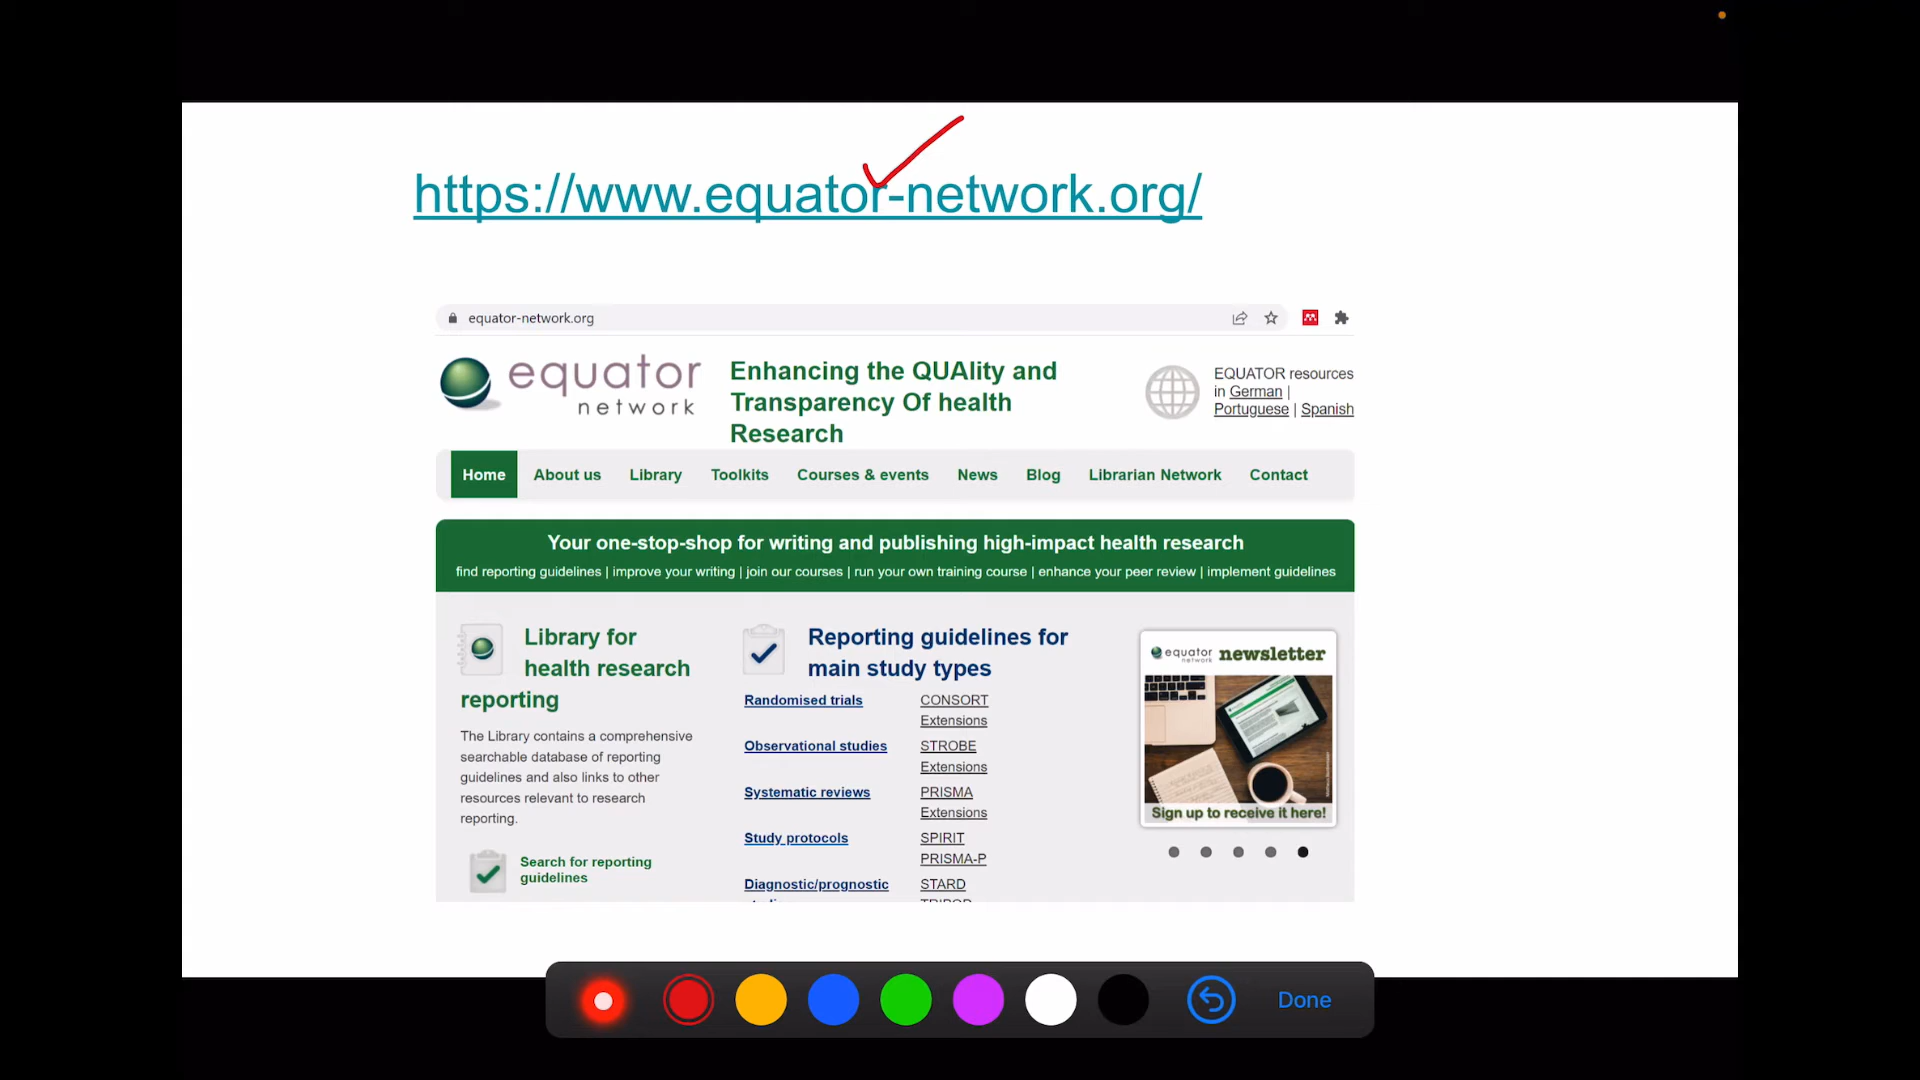 https://www.equator-network.org/
equator-network.org
equator
network
Enhancing the QUAlity and
Transparency Of health
Research
EQUATOR resources
in German |
Portuguese | Spanish
Home About us Library Toolkits Courses & events News Blog Librarian Network Contact
Your one-stop-shop for writing and publishing high-impact health research
find reporting guidelines | improve your writing | join our courses | run your own training course | enhance your peer review | implement guidelines
Library for
health research
reporting
The Library contains a comprehensive
searchable database of reporting
guidelines and also links to other
resources relevant to research
reporting.
Search for reporting
guidelines
Reporting guidelines for
main study types
Randomised trials CONSORT
Extensions
Observational studies STROBE
Extensions
Systematic reviews PRISMA
Extensions
Study protocols SPIRIT
PRISMA-P
Diagnostic/prognostic STARD
equator
network
newsletter
Sign up to receive it here!
Done